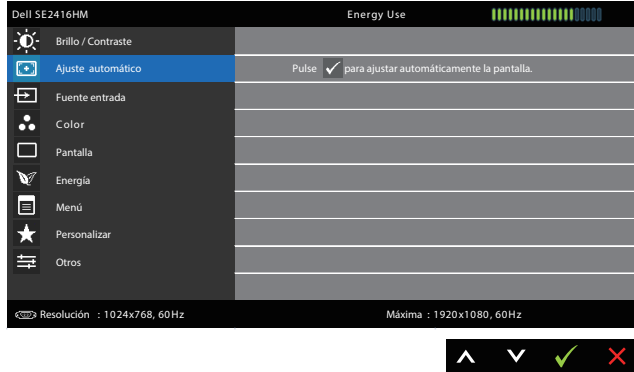 Dell SE2416HM
Energy Use
Brillo / Contraste
Ajuste automático
Pulse para ajustar automáticamente la pantalla.
Fuente entrada
Color
Pantalla
Energía
Menú
Personalizar
Otros
Resolución : 1024x768, 60Hz
Máxima : 1920x1080, 60Hz